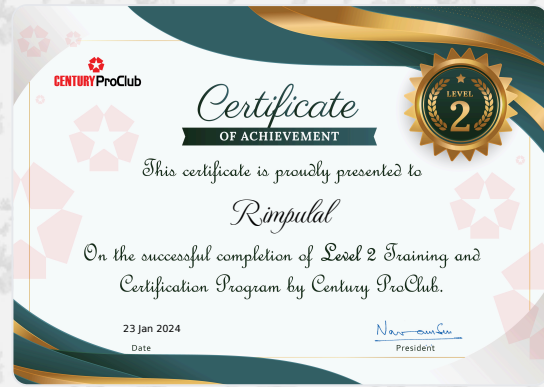 CENTURY ProClub
LEVEL
2
Certificate
OF ACHIEVEMENT
This certificate is proudly presented to
Rimpulal
On the successful completion of Level 2 Training and
Certification Program by Century ProClub.
23 Jan 2024
Date
President